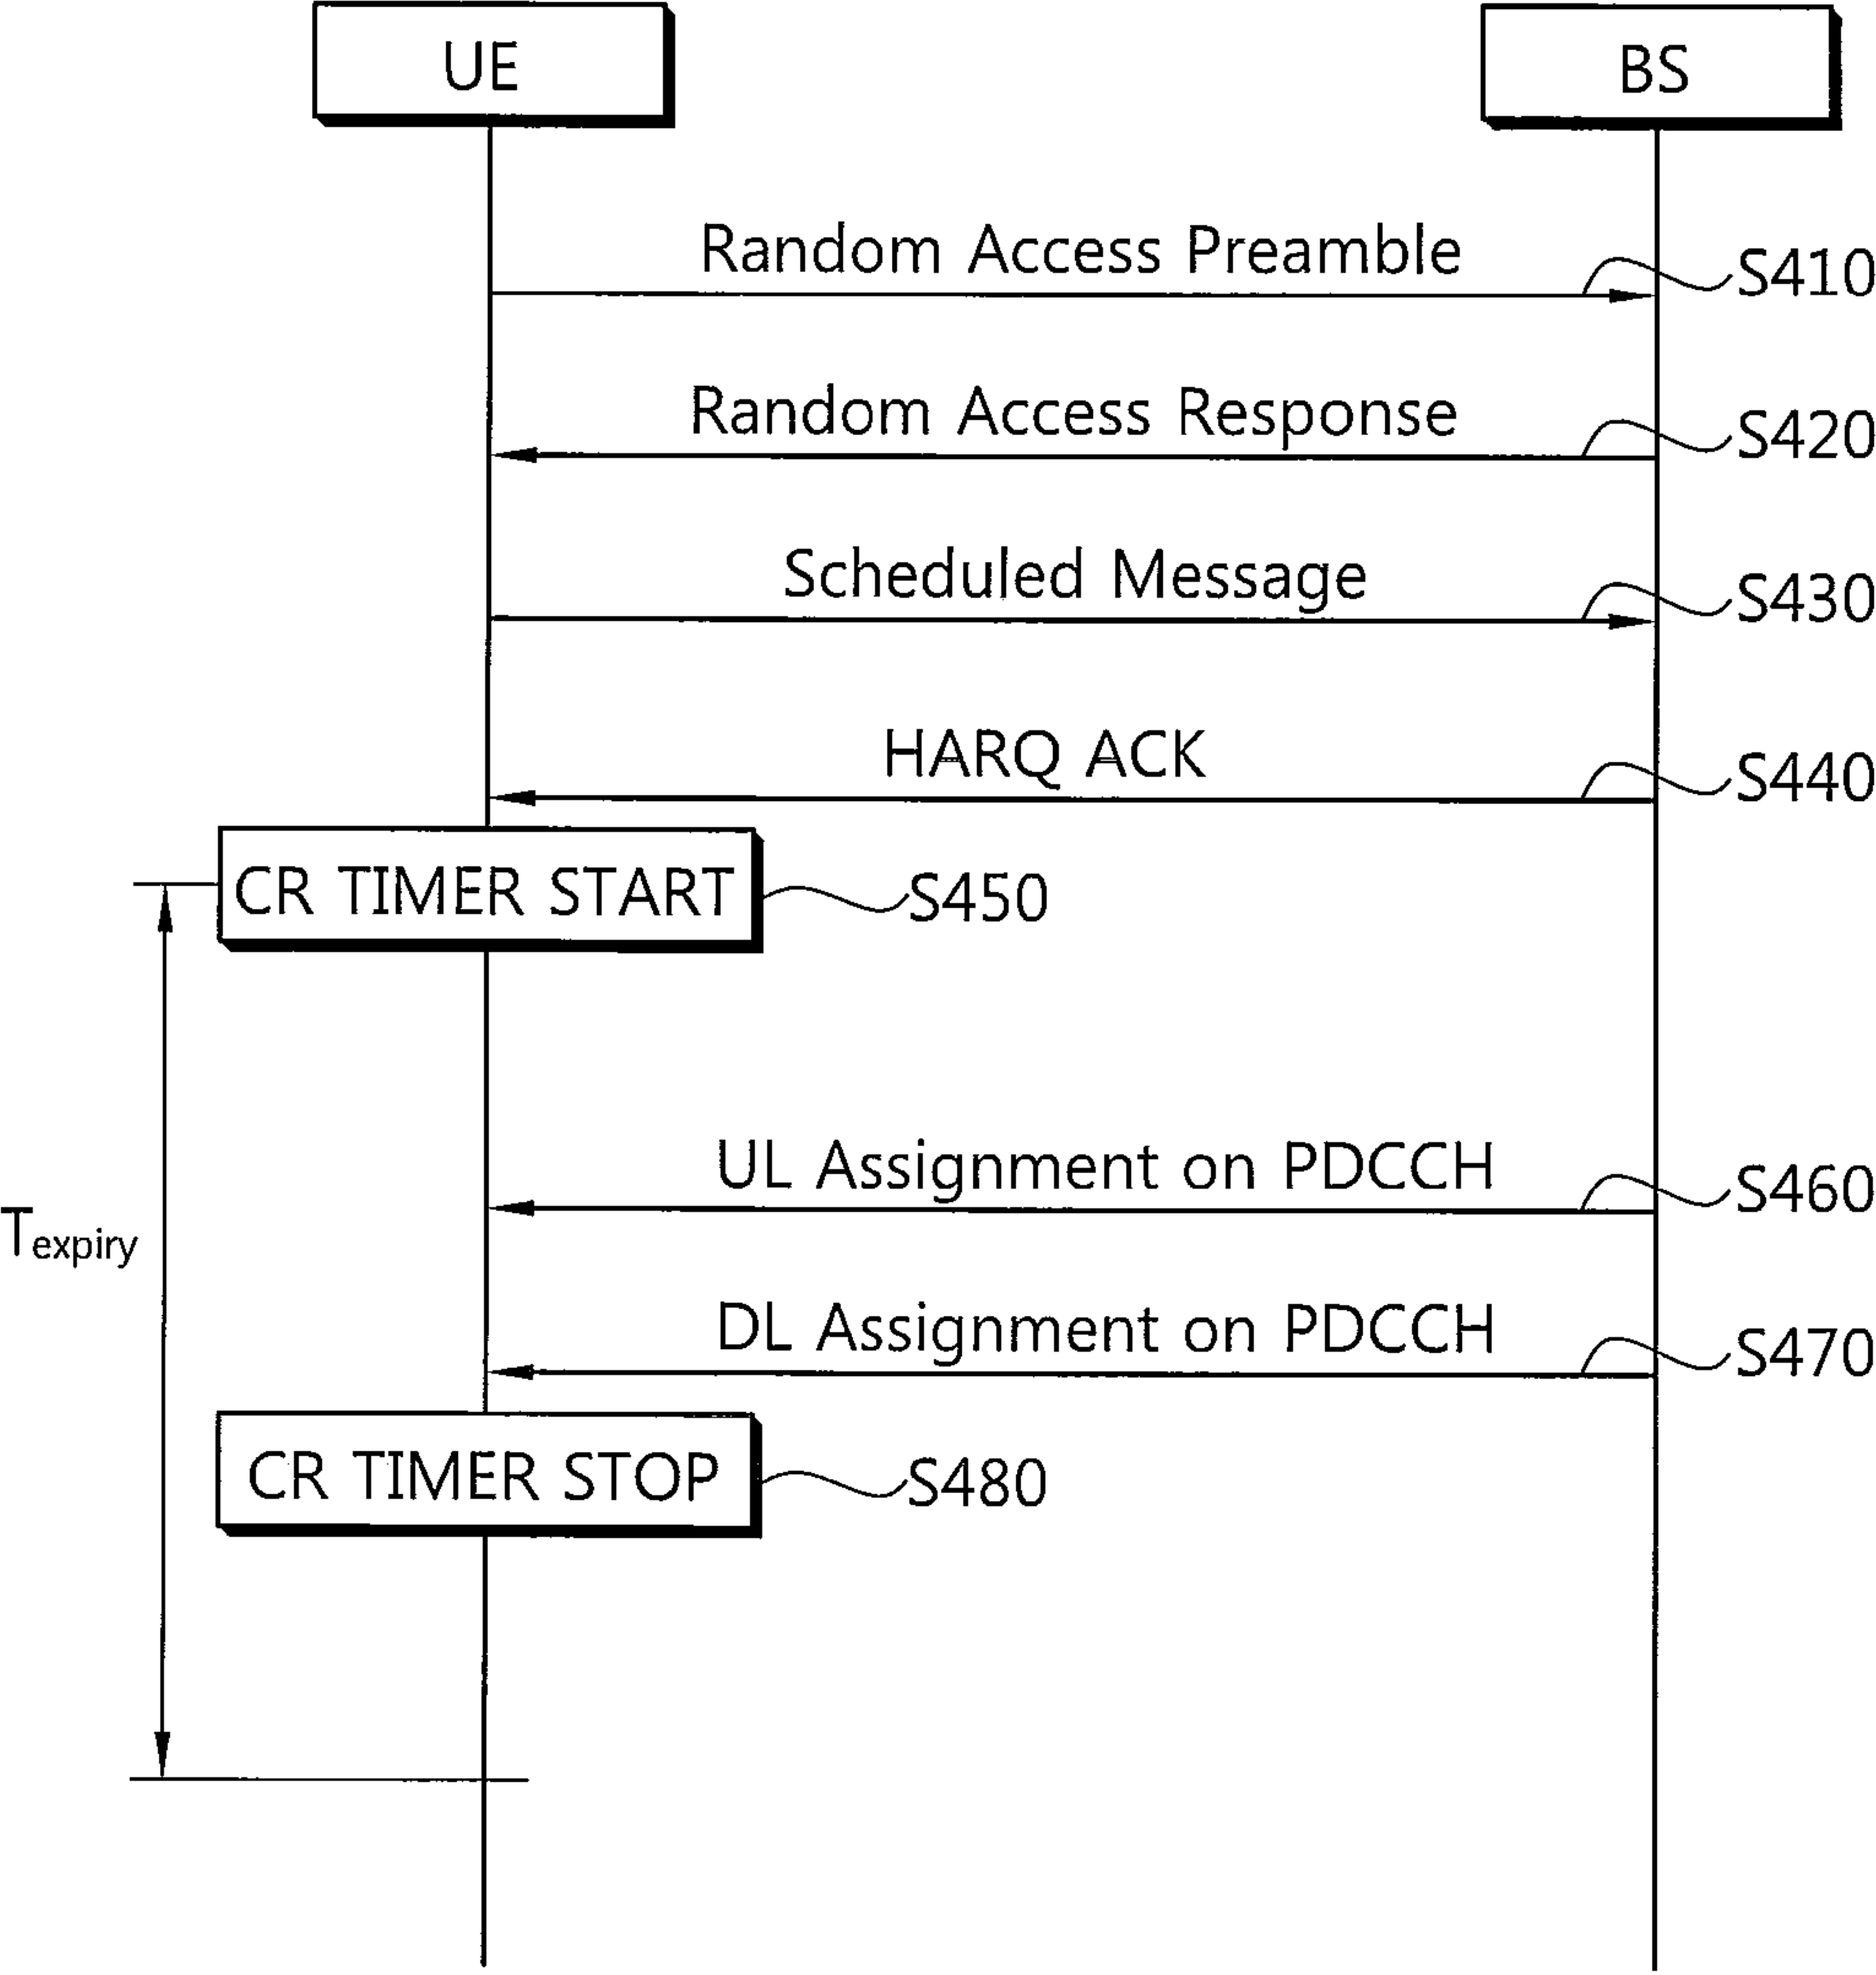 UE
BS
Random Access Preamble
S410
Random Access Response
S420
Scheduled Message
S430
HARQ ACK
S440
CR TIMER START
S450
UL Assignment on PDCCH
S460
Texpiry
DL Assignment on PDCCH
S470
CR TIMER STOP
S480